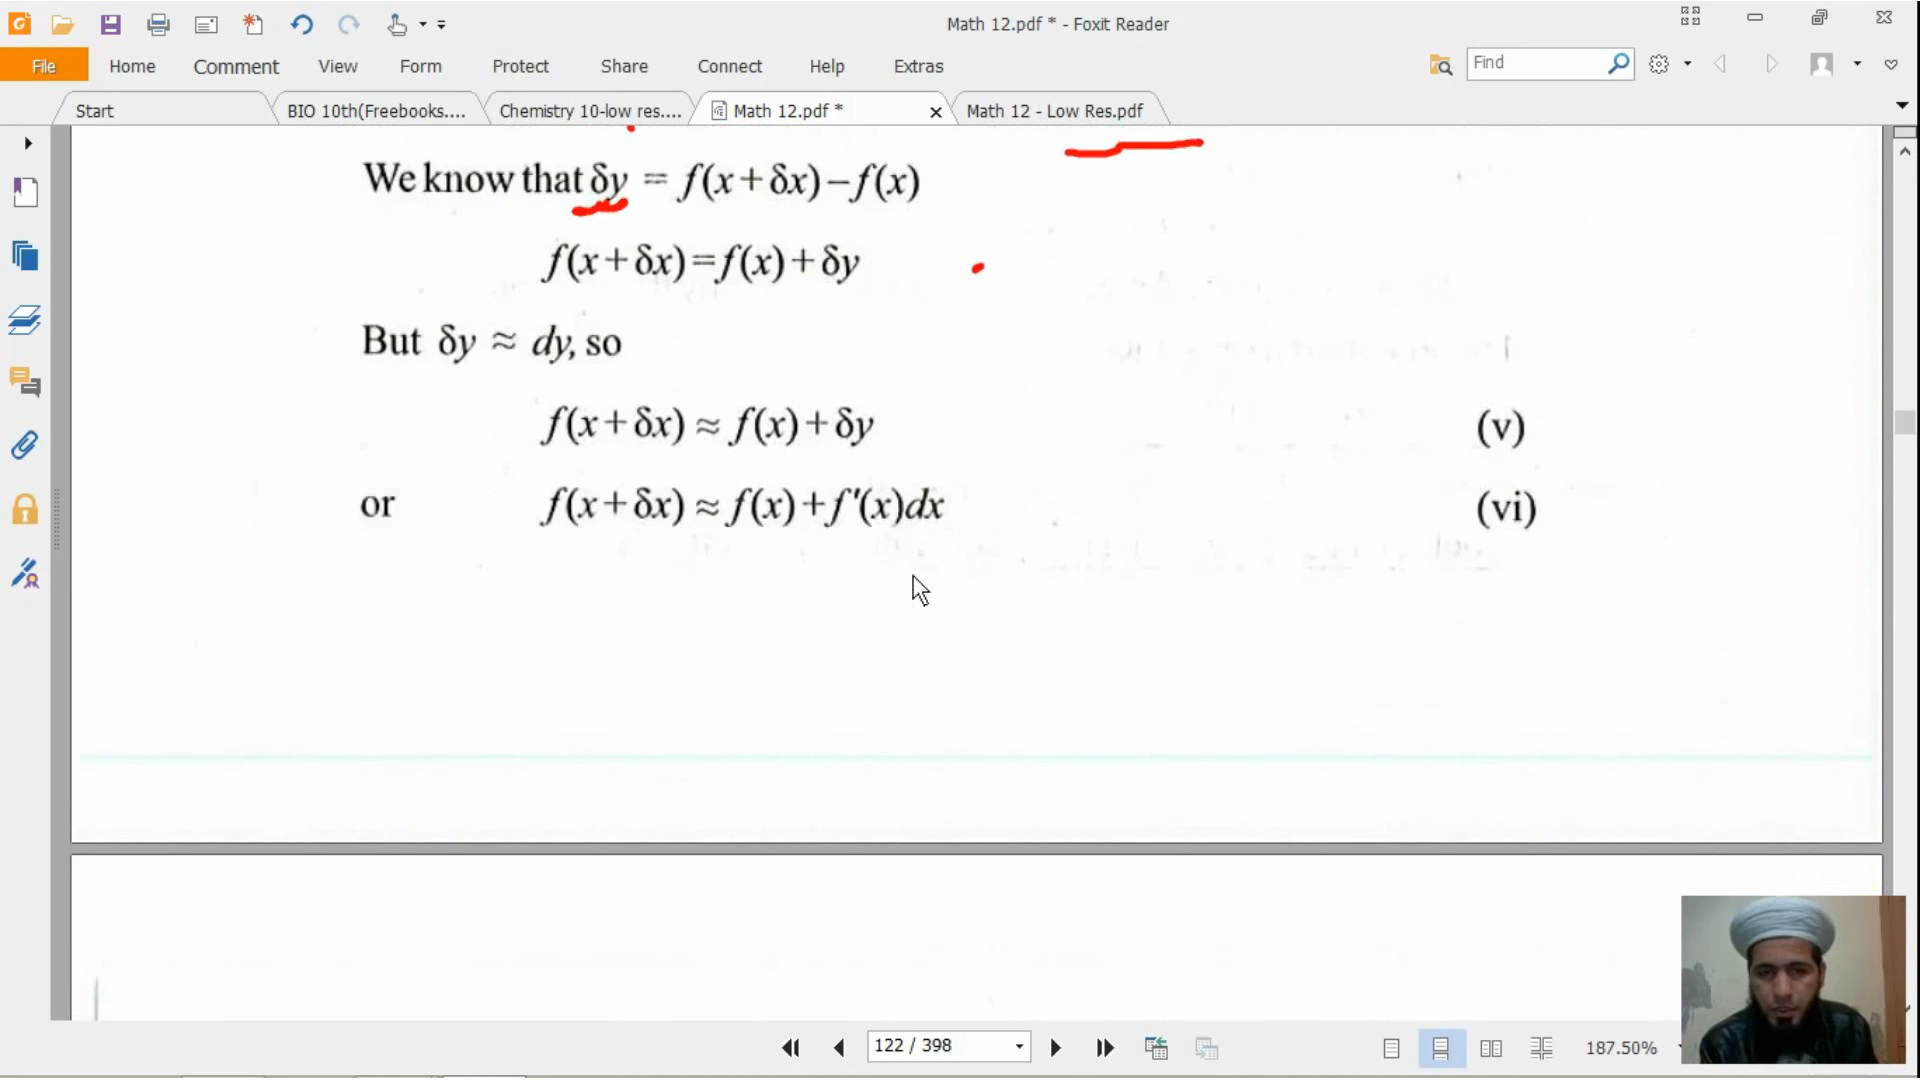 Math 12.pdf * - Foxit Reader
File Home Comment View Form Protect Share Connect Help Extras Find
Start BIO 10th(Freebooks.... Chemistry 10-low res.... Math 12.pdf * Math 12 - Low Res.pdf
We know that δy = f(x+δx)−f(x)
f(x+δx)=f(x)+δy
But δy ≈ dy, so
f(x+δx) ≈ f(x)+δy (v)
or f(x+δx) ≈ f(x)+f'(x)dx (vi)
122 / 398 187.50%